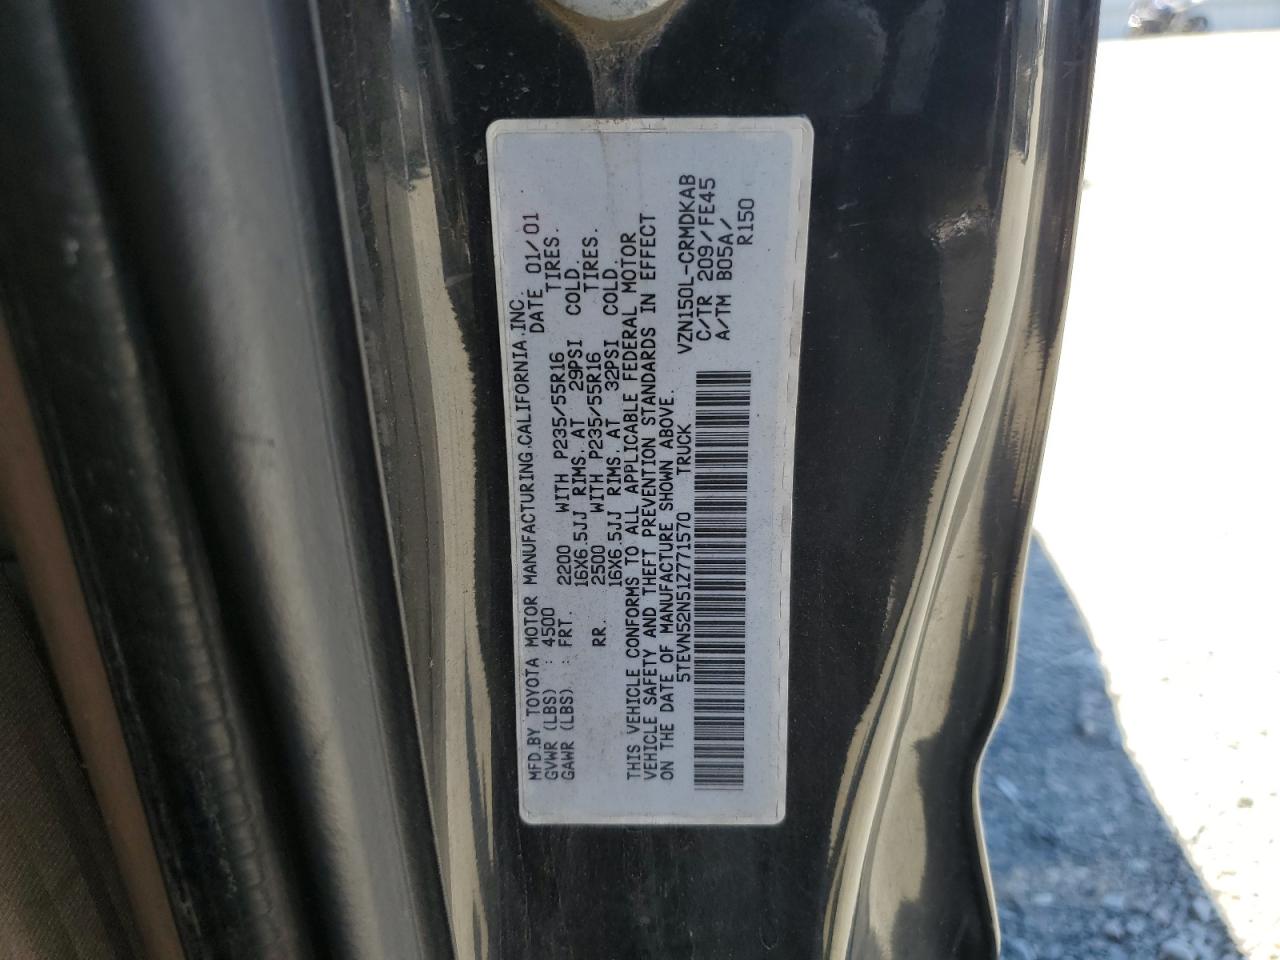 MFD.BY TOYOTA MOTOR MANUFACTURING.CALIFORNIA.INC.
GVWR (LBS) : 4500 DATE 01/01
GAWR (LBS) : FRT. 2200 WITH P235/55R16 TIRES.
16X6.5JJ RIMS. AT 29PSI COLD.
RR. 2500 WITH P235/55R16 TIRES.
16X6.5JJ RIMS. AT 32PSI COLD.
THIS VEHICLE CONFORMS TO ALL APPLICABLE FEDERAL MOTOR
VEHICLE SAFETY AND THEFT PREVENTION STANDARDS IN EFFECT
ON THE DATE OF MANUFACTURE SHOWN ABOVE.
5TEVN52N51Z771570 TRUCK
VZN150L-CRMDKAB
C/TR 209/FE45
A/TM B05A/
R150